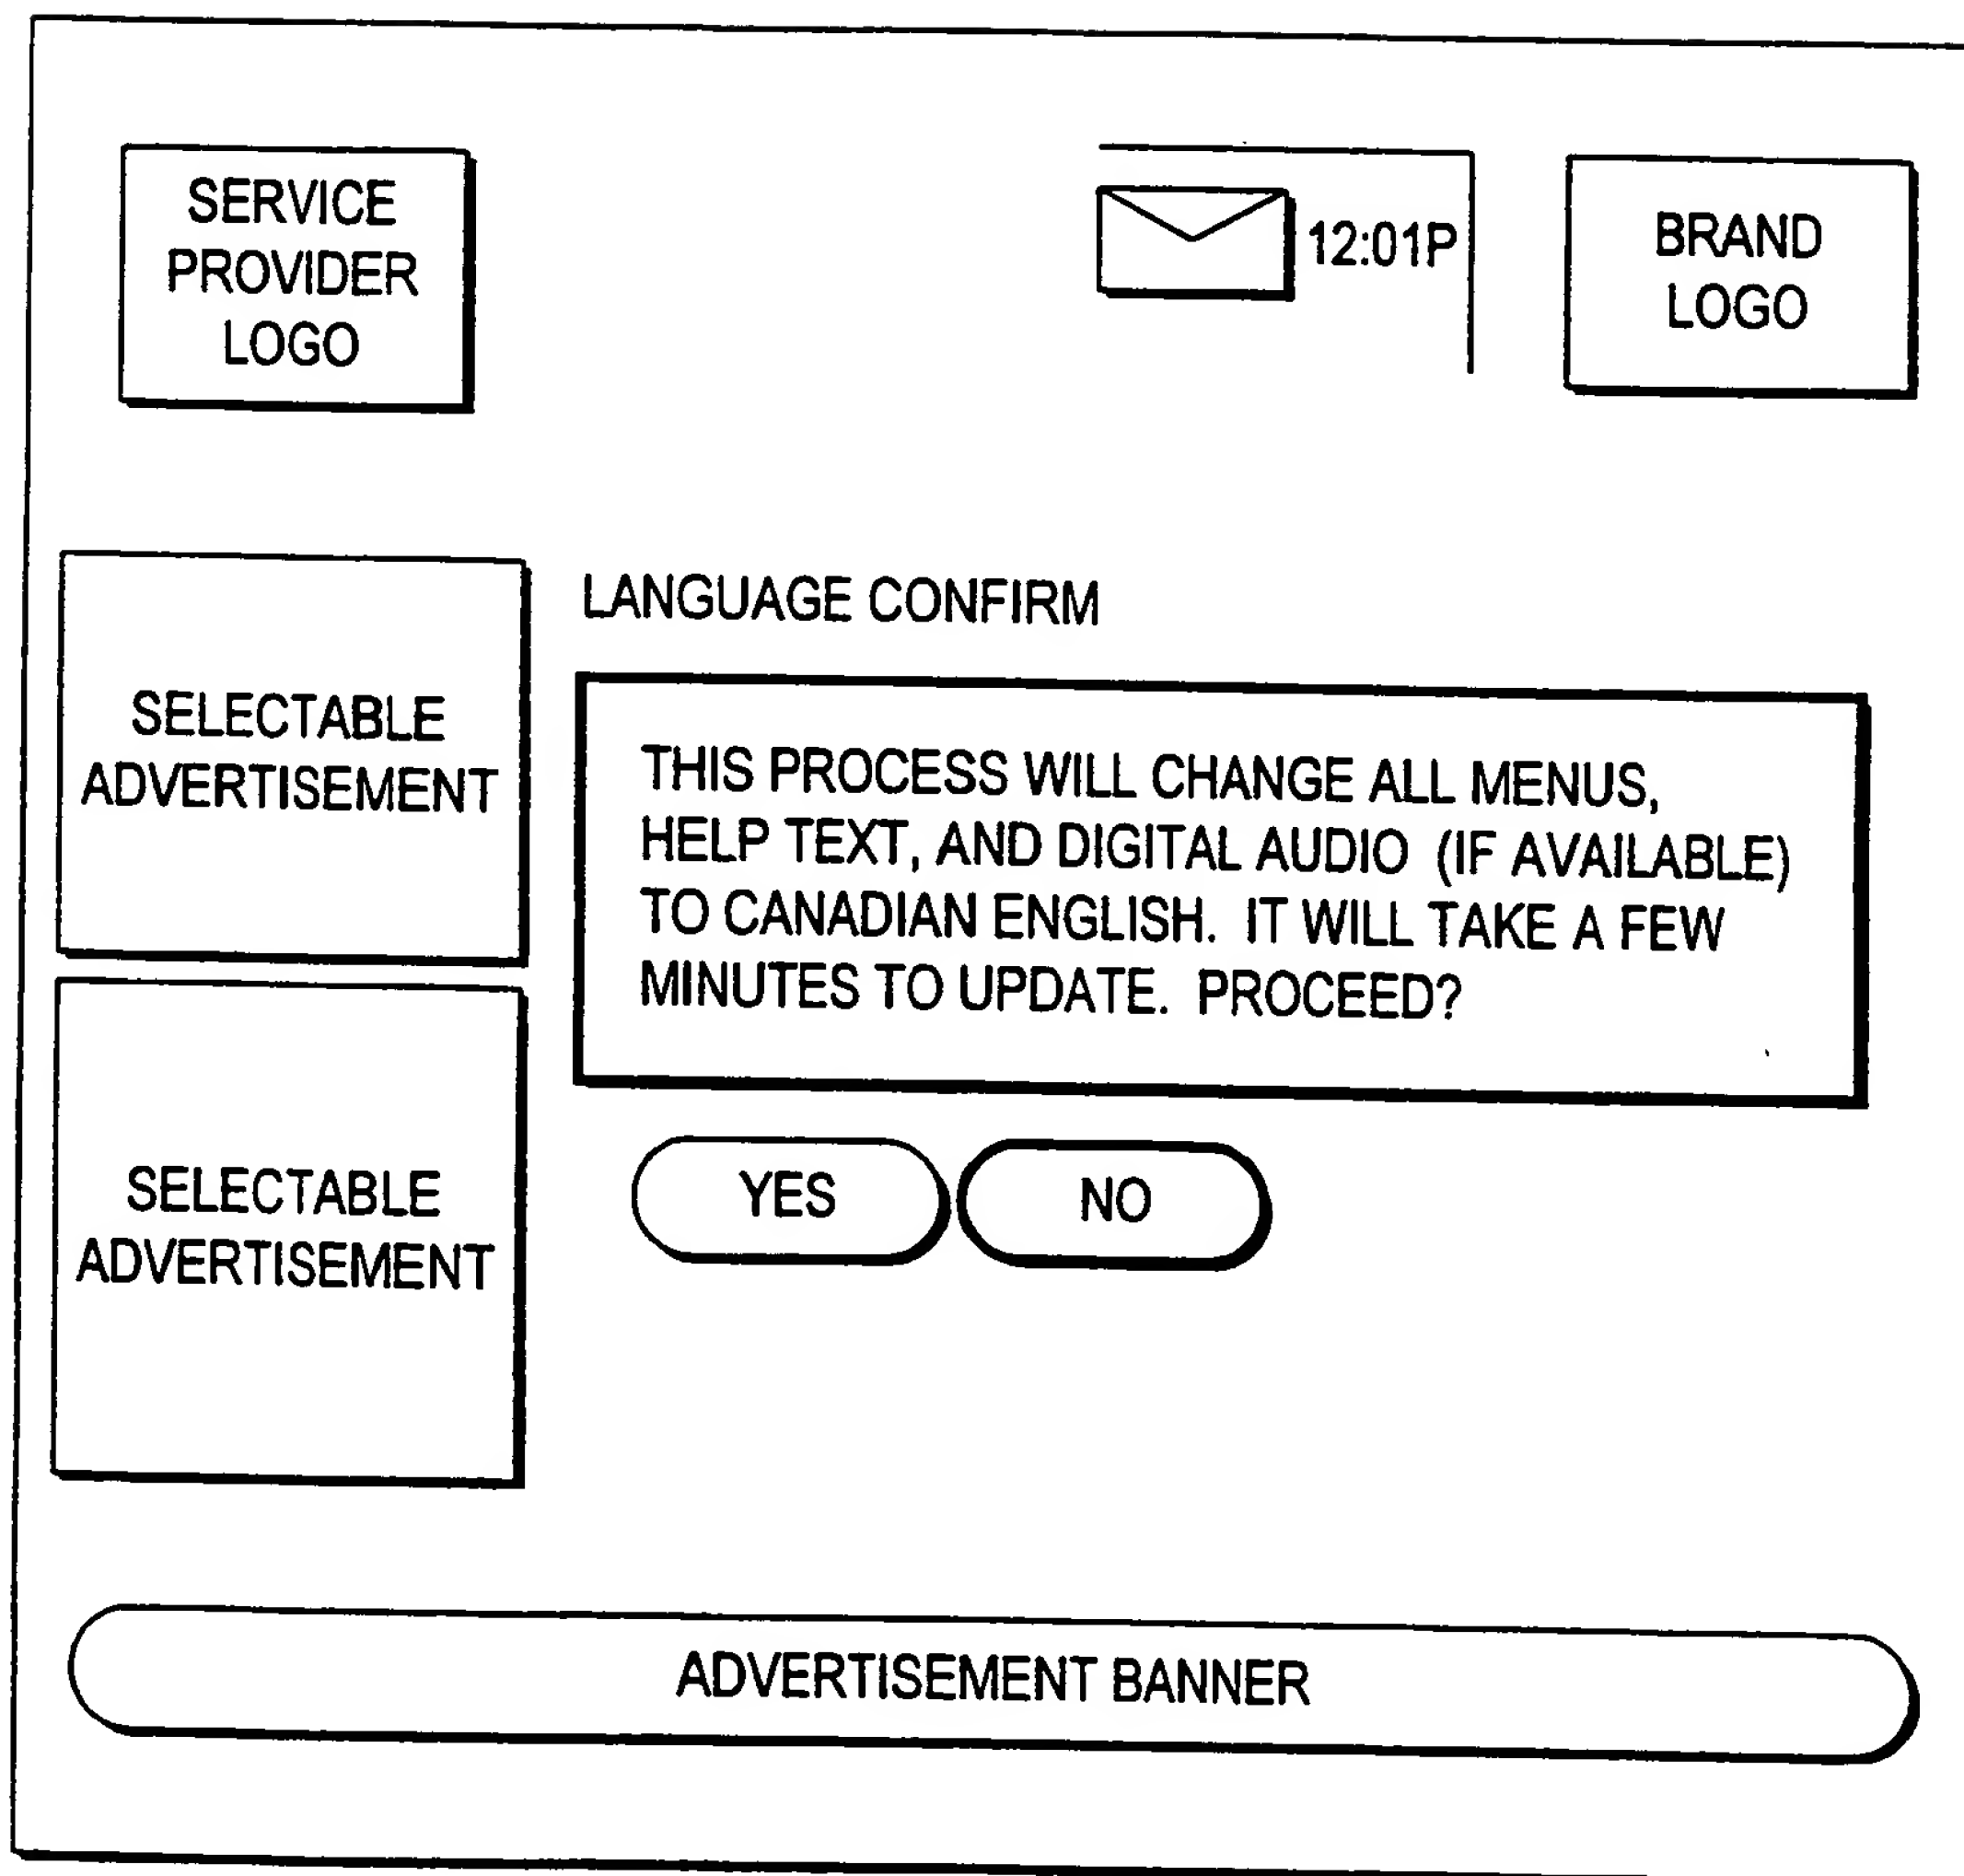 SERVICE
PROVIDER
LOGO
12:01P
BRAND
LOGO
SELECTABLE
ADVERTISEMENT
LANGUAGE CONFIRM
THIS PROCESS WILL CHANGE ALL MENUS,
HELP TEXT, AND DIGITAL AUDIO (IF AVAILABLE)
TO CANADIAN ENGLISH. IT WILL TAKE A FEW
MINUTES TO UPDATE. PROCEED?
SELECTABLE
ADVERTISEMENT
YES
NO
ADVERTISEMENT BANNER